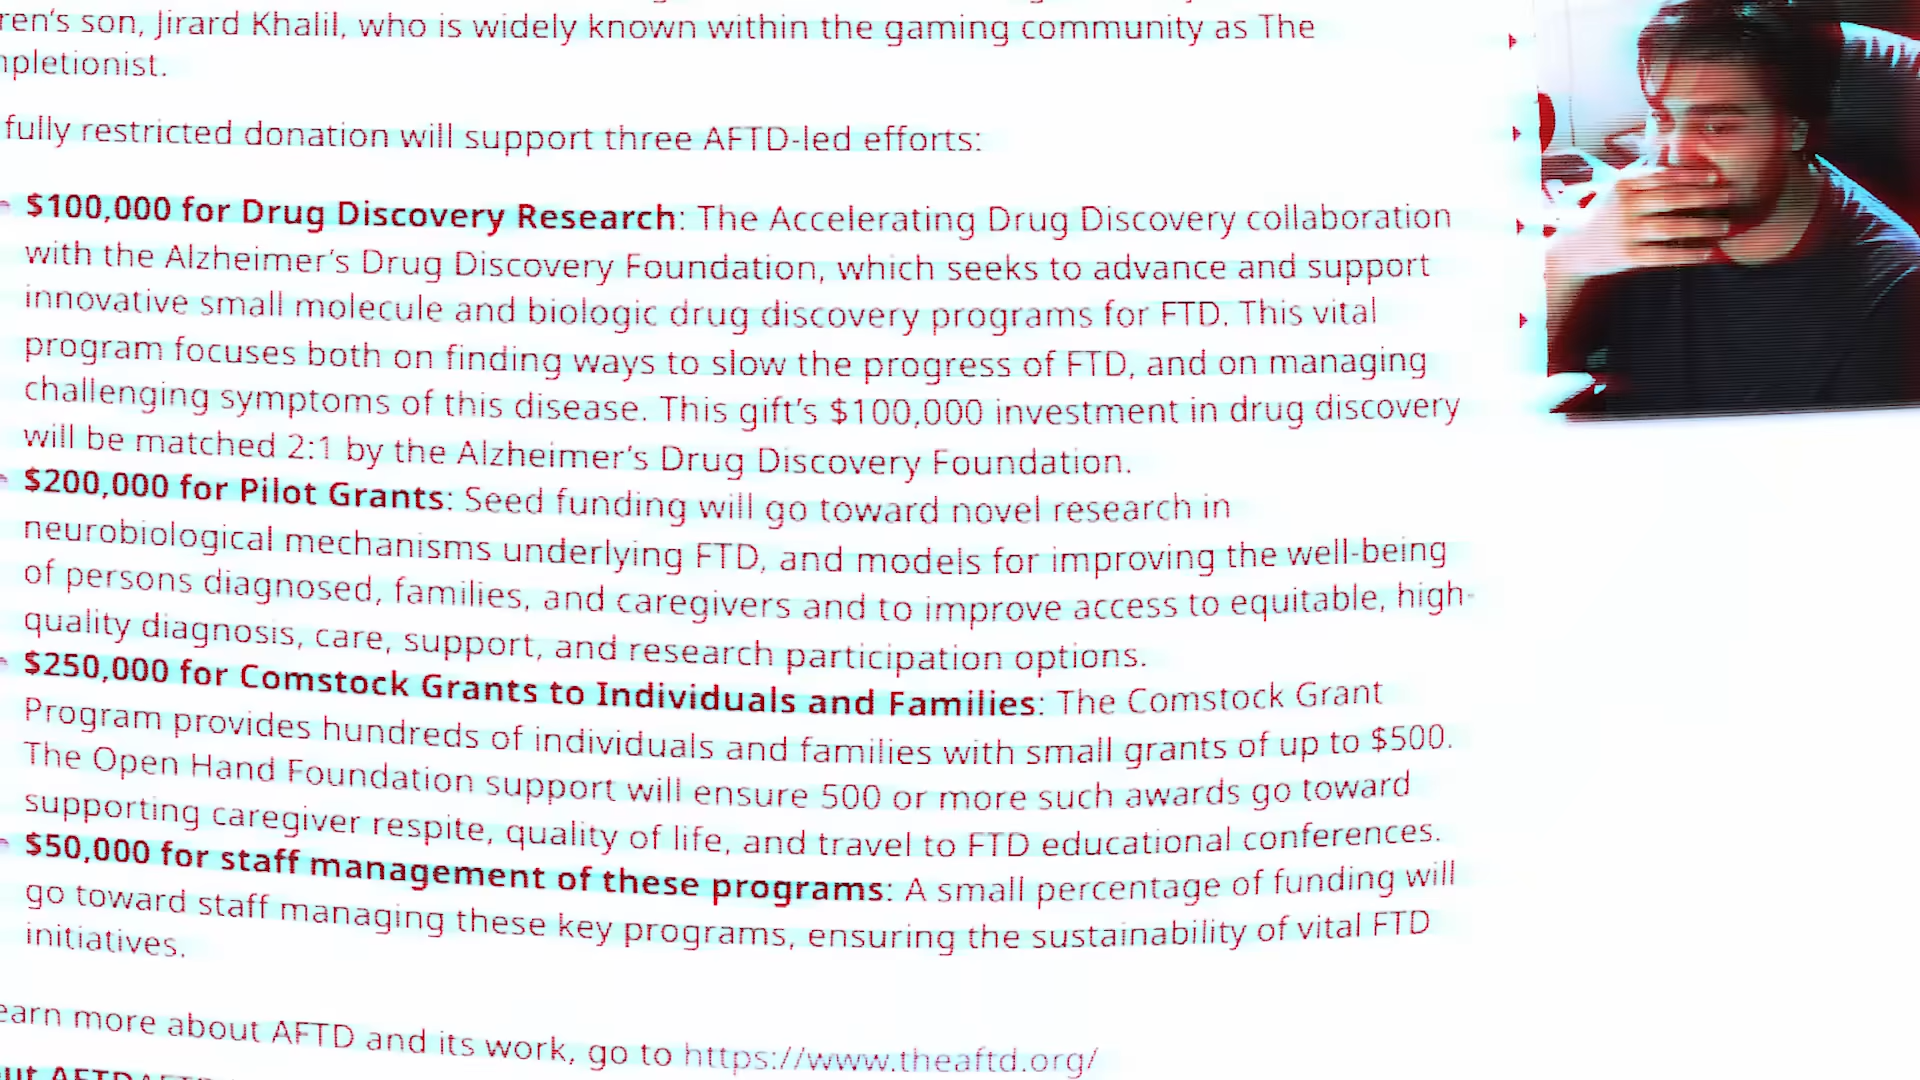 ren's son, Jirard Khalil, who is widely known within the gaming community as The
mpletionist.
fully restricted donation will support three AFTD-led efforts:
$100,000 for Drug Discovery Research: The Accelerating Drug Discovery collaboration
with the Alzheimer's Drug Discovery Foundation, which seeks to advance and support
innovative small molecule and biologic drug discovery programs for FTD. This vital
program focuses both on finding ways to slow the progress of FTD, and on managing
challenging symptoms of this disease. This gift's $100,000 investment in drug discovery
will be matched 2:1 by the Alzheimer's Drug Discovery Foundation.
$200,000 for Pilot Grants: Seed funding will go toward novel research in
neurobiological mechanisms underlying FTD, and models for improving the well-being
of persons diagnosed, families, and caregivers and to improve access to equitable, high-
quality diagnosis, care, support, and research participation options.
$250,000 for Comstock Grants to Individuals and Families: The Comstock Grant
Program provides hundreds of individuals and families with small grants of up to $500.
The Open Hand Foundation support will ensure 500 or more such awards go toward
supporting caregiver respite, quality of life, and travel to FTD educational conferences.
$50,000 for staff management of these programs: A small percentage of funding will
go toward staff managing these key programs, ensuring the sustainability of vital FTD
initiatives.
earn more about AFTD and its work, go to https://www.theaftd.org/